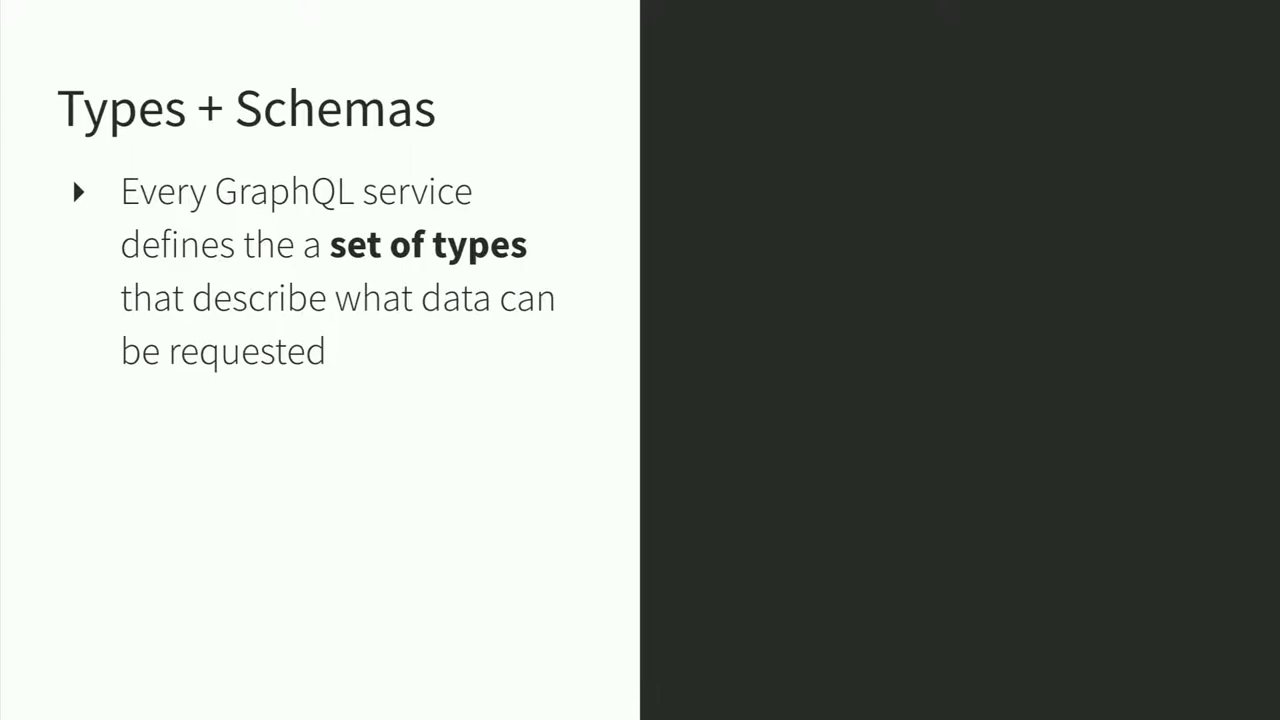 Types + Schemas
Every GraphQL service
defines the a set of types
that describe what data can
be requested